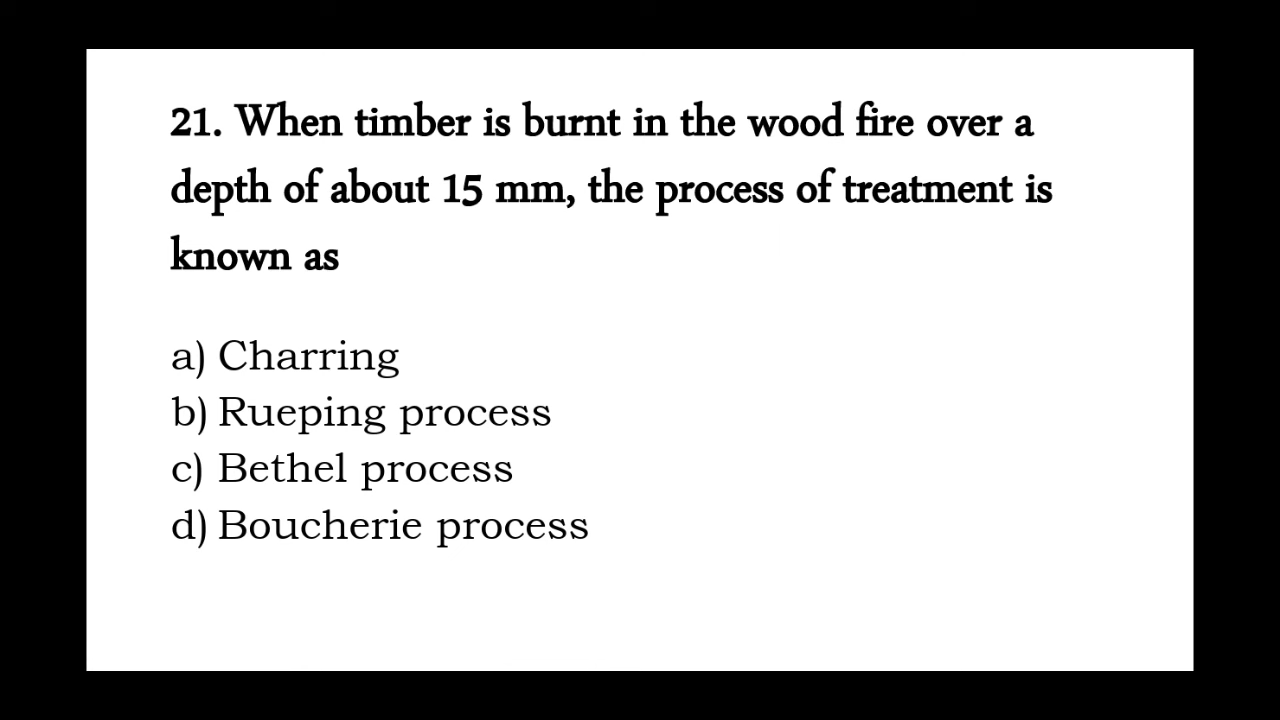 21. When timber is burnt in the wood fire over a
depth of about 15 mm, the process of treatment is
known as
a) Charring
b) Rueping process
c) Bethel process
d) Boucherie process